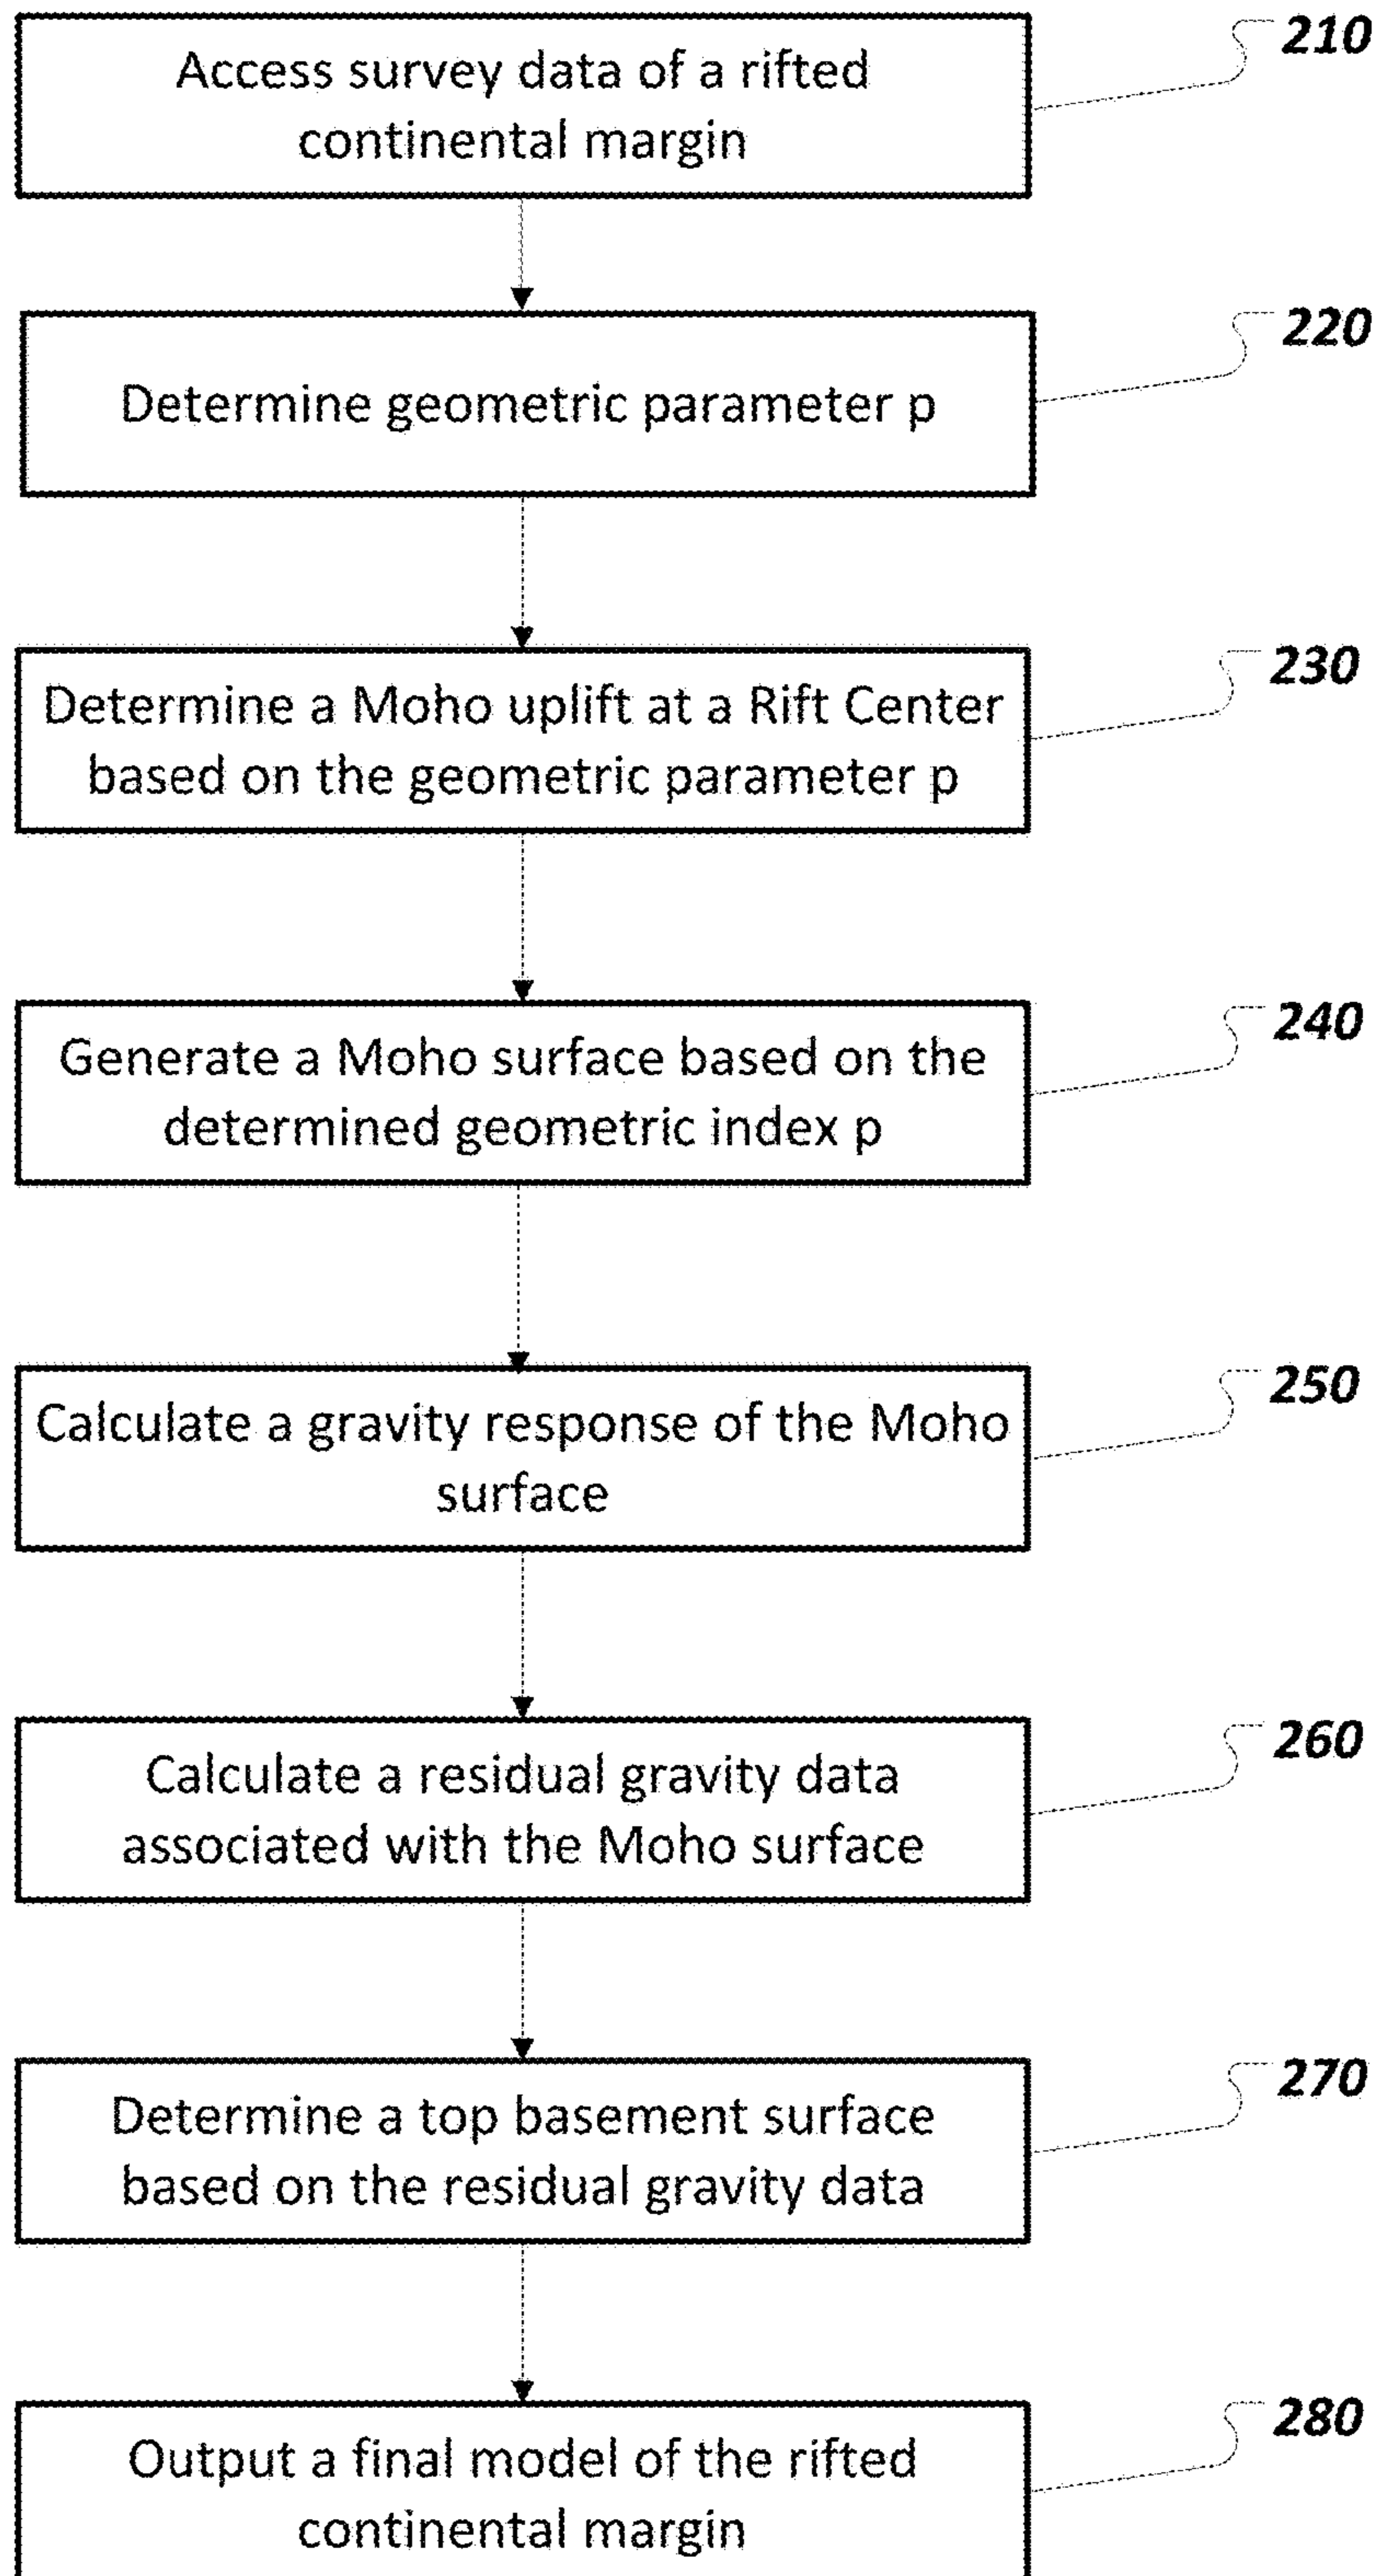 Access survey data of a rifted
continental margin
210
Determine geometric parameter p
220
Determine a Moho uplift at a Rift Center
based on the geometric parameter p
230
Generate a Moho surface based on the
determined geometric index p
240
Calculate a gravity response of the Moho
surface
250
Calculate a residual gravity data
associated with the Moho surface
260
Determine a top basement surface
based on the residual gravity data
270
Output a final model of the rifted
continental margin
280